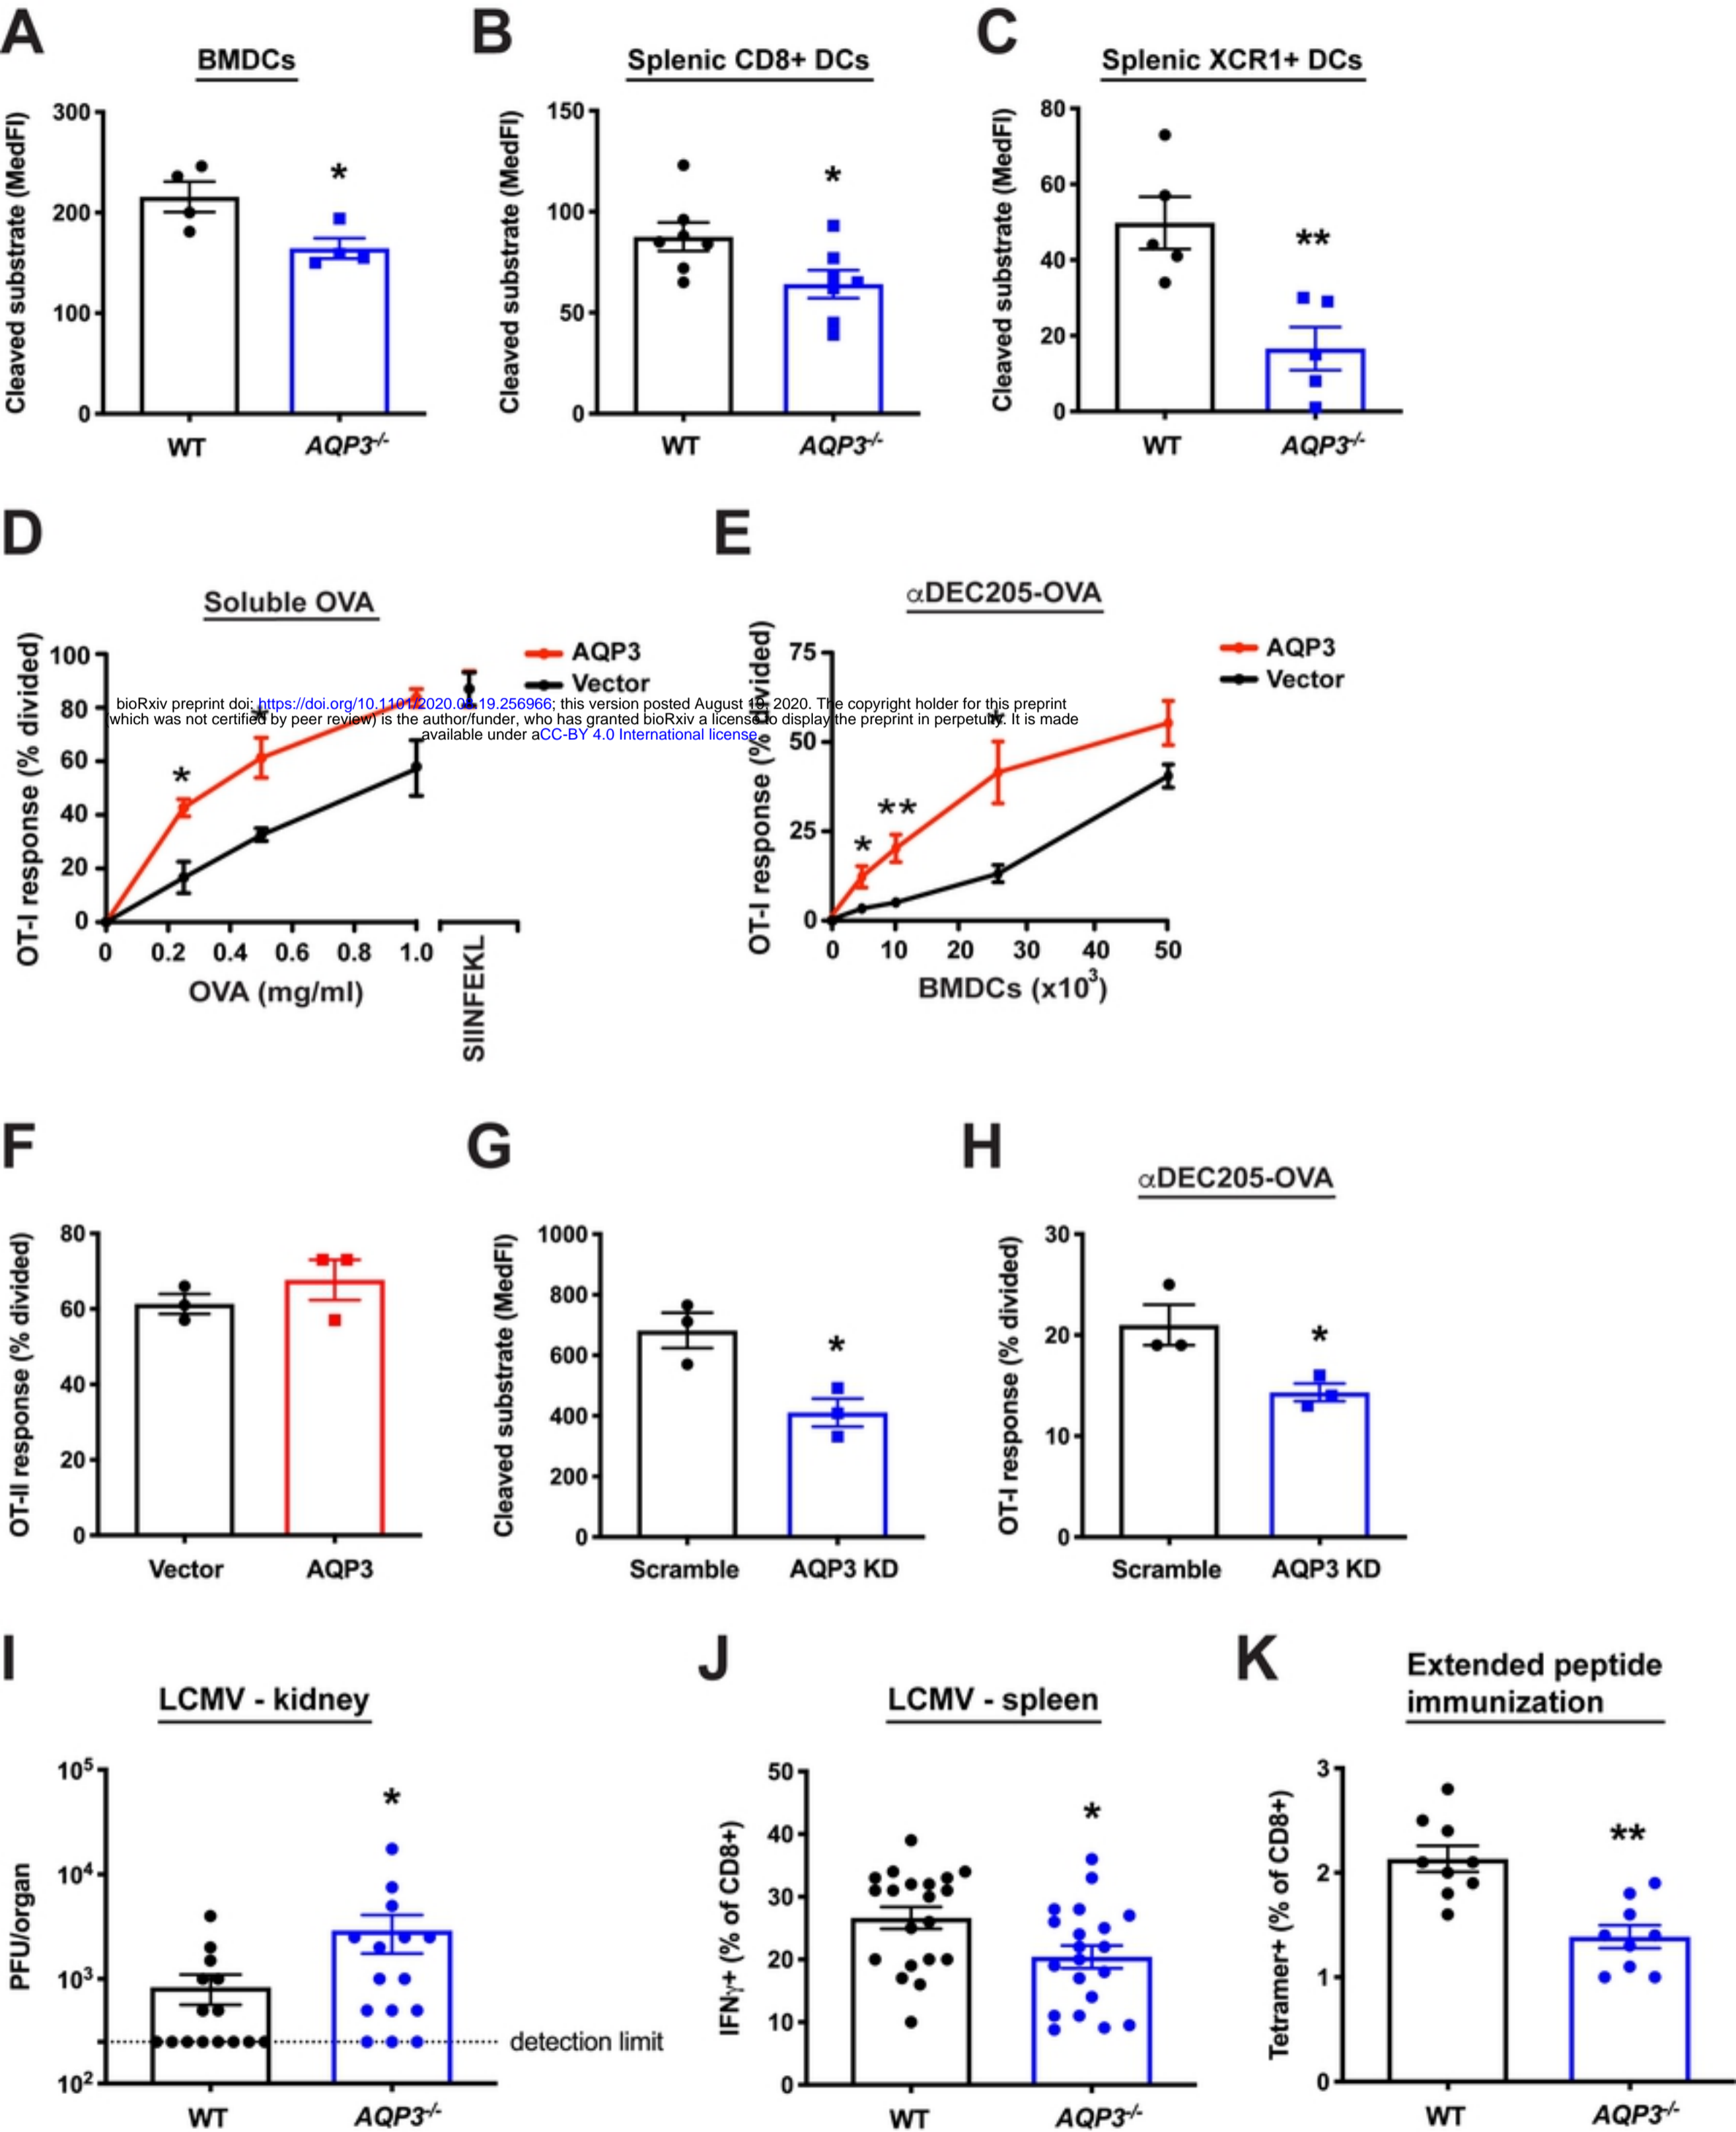 A
BMDCs
Cleaved substrate (MedFI)
300
200
100
0
*
WT
AQP3-/-
B
Splenic CD8+ DCs
Cleaved substrate (MedFI)
150
100
50
0
*
WT
AQP3-/-
C
Splenic XCR1+ DCs
Cleaved substrate (MedFI)
80
60
40
20
0
**
WT
AQP3-/-
D
Soluble OVA
OT-I response (% divided)
100
80
60
40
20
0
*
*
0 0.2 0.4 0.6 0.8 1.0
SIINFEKL
OVA (mg/ml)
AQP3
Vector
E
αDEC205-OVA
OT-I response (% divided)
75
50
25
0
*
**
*
0 10 20 30 40 50
BMDCs (x10³)
AQP3
Vector
bioRxiv preprint doi: https://doi.org/10.1101/2020.08.19.256966; this version posted August 19, 2020. The copyright holder for this preprint
which was not certified by peer review) is the author/funder, who has granted bioRxiv a license to display the preprint in perpetuity. It is made
available under aCC-BY 4.0 International license.
F
OT-II response (% divided)
80
60
40
20
0
Vector
AQP3
G
Cleaved substrate (MedFI)
1000
800
600
400
200
0
*
Scramble
AQP3 KD
H
αDEC205-OVA
OT-I response (% divided)
30
20
10
0
*
Scramble
AQP3 KD
I
LCMV - kidney
PFU/organ
10⁵
10⁴
10³
10²
*
detection limit
WT
AQP3-/-
J
LCMV - spleen
IFNγ+ (% of CD8+)
50
40
30
20
10
0
*
WT
AQP3-/-
K
Extended peptide
immunization
Tetramer+ (% of CD8+)
3
2
1
0
**
WT
AQP3-/-